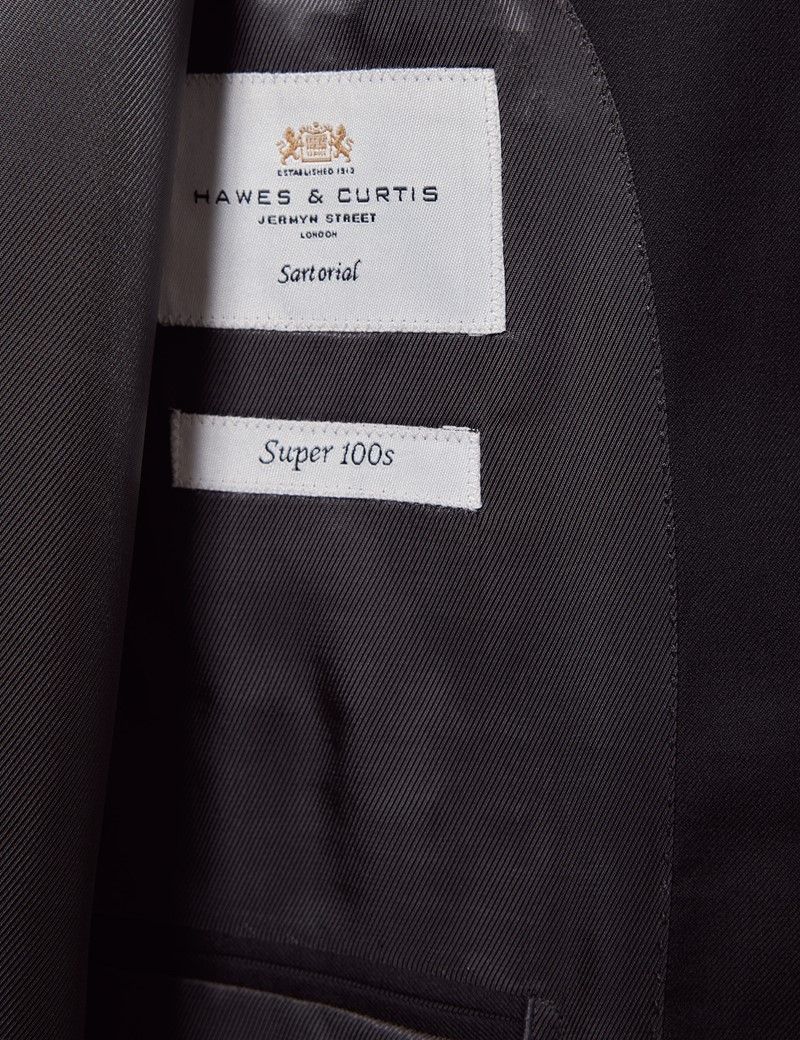 ESTABLISHED 1913
HAWES & CURTIS
JERMYN STREET
LONDON
Sartorial
Super 100s